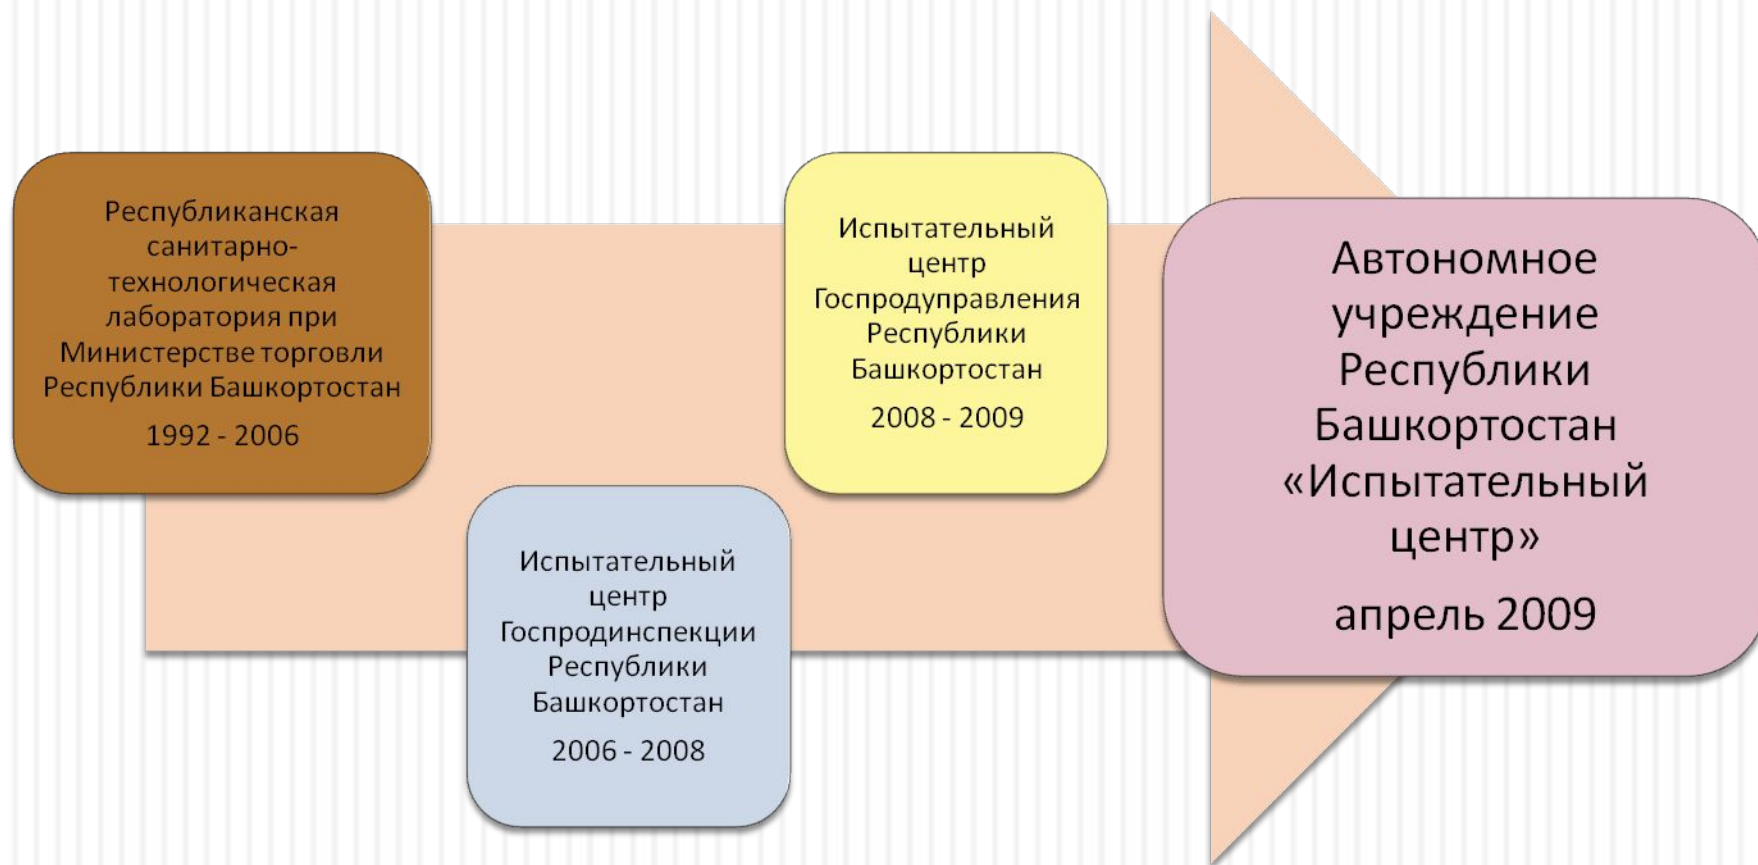 Республиканская
санитарно-
технологическая
лаборатория при
Министерстве торговли
Республики Башкортостан
1992 - 2006
Испытательный
центр
Госпродинспекции
Республики
Башкортостан
2006 - 2008
Испытательный
центр
Госпродуправления
Республики
Башкортостан
2008 - 2009
Автономное
учреждение
Республики
Башкортостан
«Испытательный
центр»
апрель 2009